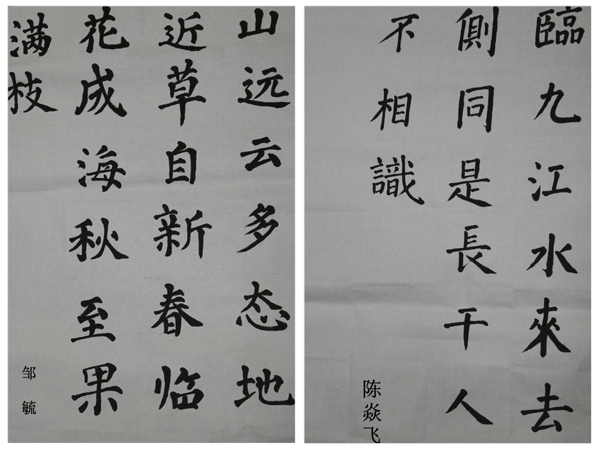 山远云多态地
近草自新春临
花成海秋至果
满枝
邹毓
臨九江水來去
側同是長干人
不相識
陈焱飞